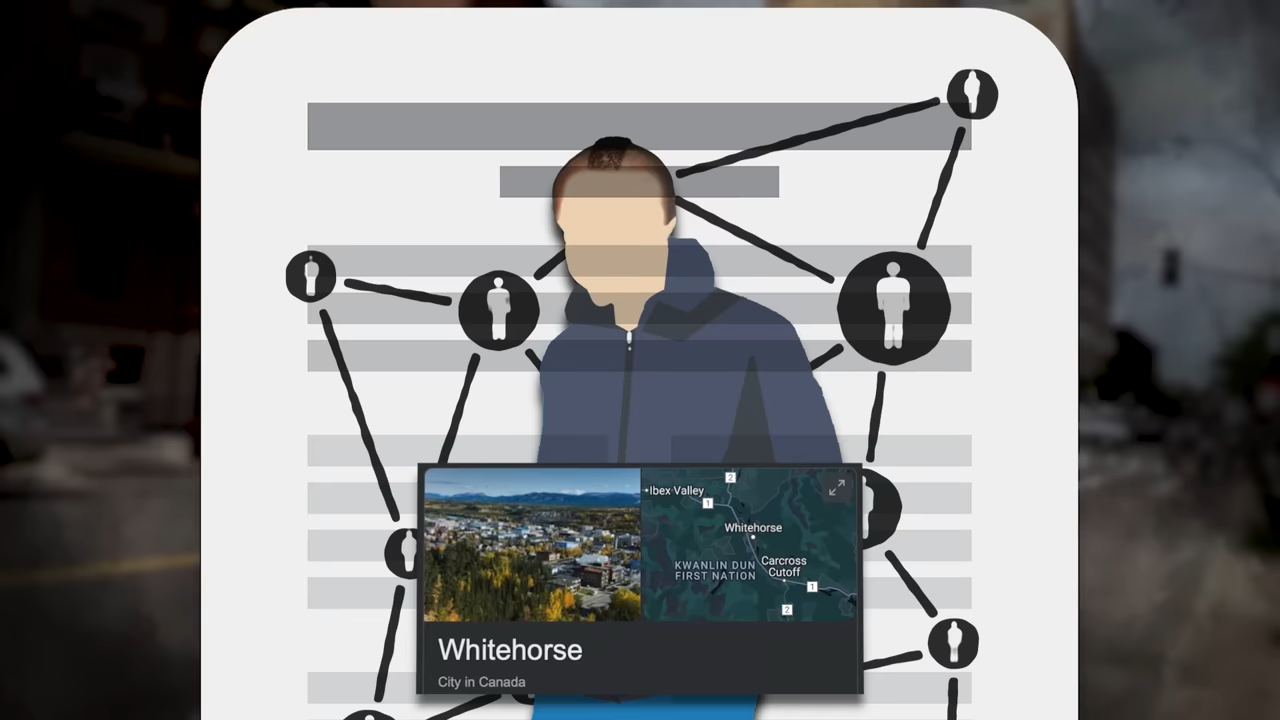 2
Ibex Valley
1
Whitehorse
Carcross
Cutoff
KWANLIN DUN
FIRST NATION
1
2
Whitehorse
City in Canada